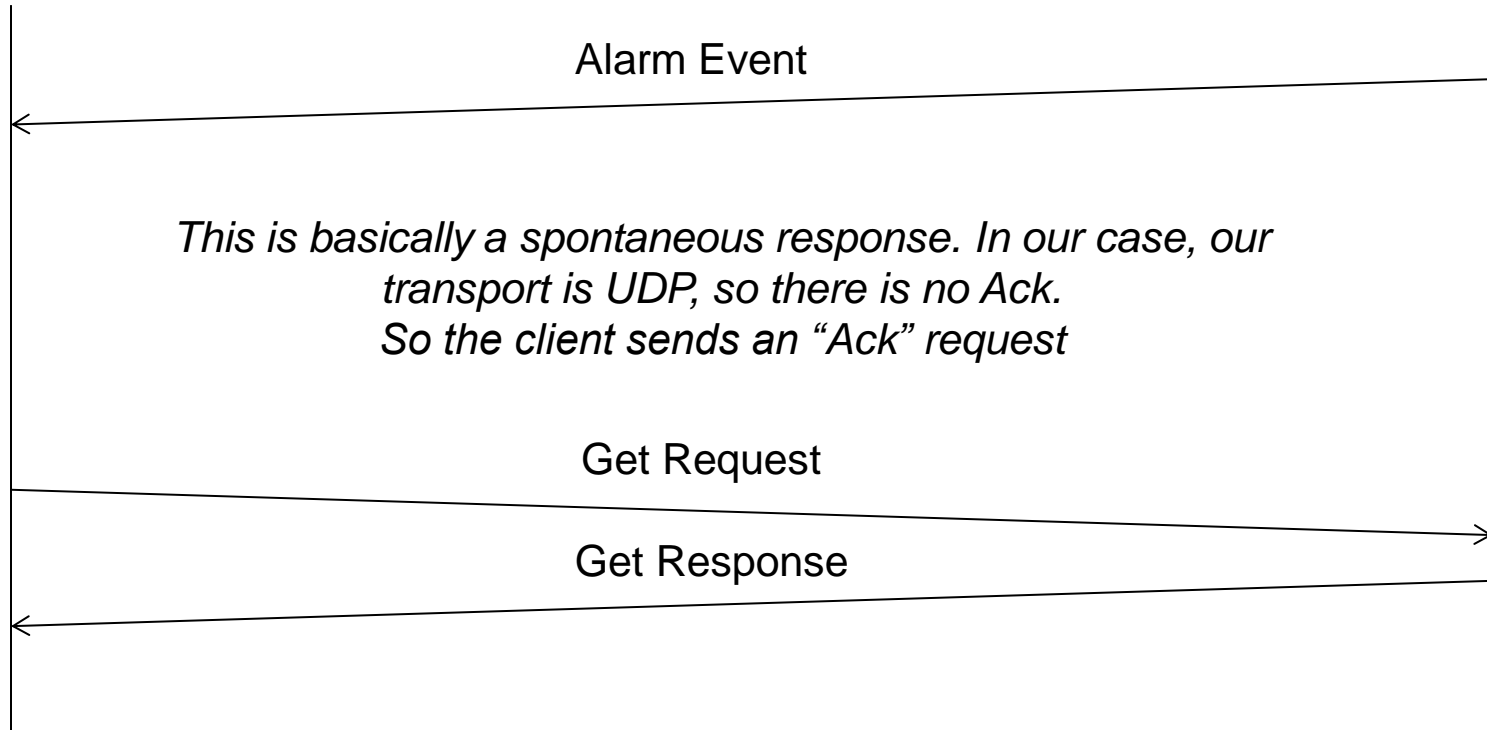 Alarm Event
This is basically a spontaneous response. In our case, our
transport is UDP, so there is no Ack.
So the client sends an “Ack” request
Get Request
Get Response